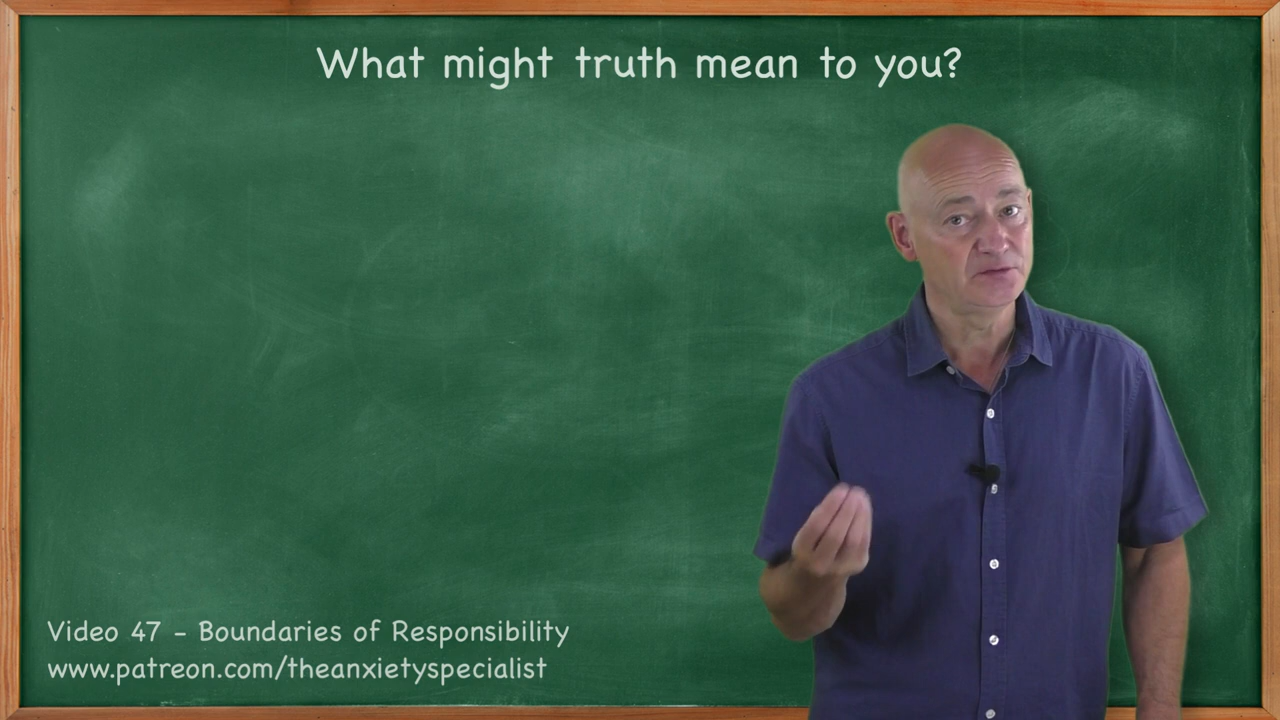 What might truth mean to you?
Video 47 - Boundaries of Responsibility
www.patreon.com/theanxietyspecialist